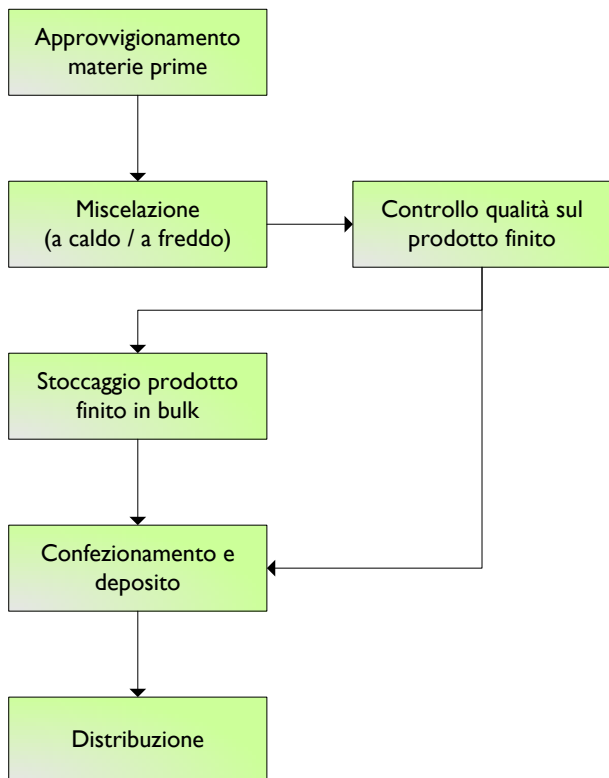 Approvvigionamento
materie prime
Miscelazione
(a caldo / a freddo)
Controllo qualità sul
prodotto finito
Stoccaggio prodotto
finito in bulk
Confezionamento e
deposito
Distribuzione